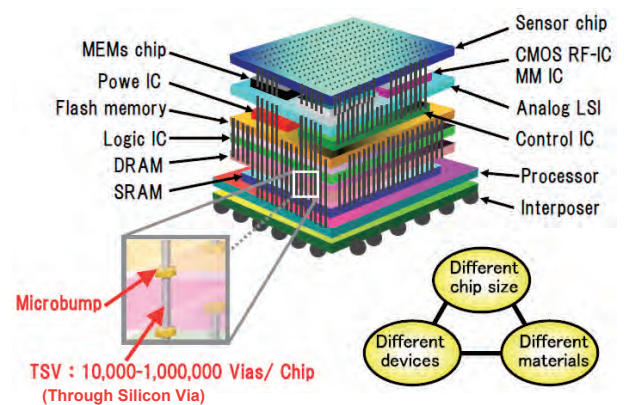 Sensor chip
MEMs chip
CMOS RF-IC
MM IC
Powe IC
Flash memory
Analog LSI
Logic IC
Control IC
DRAM
Processor
SRAM
Interposer
Different
chip size
Microbump
Different
devices
Different
materials
TSV : 10,000-1,000,000 Vias/ Chip
(Through Silicon Via)